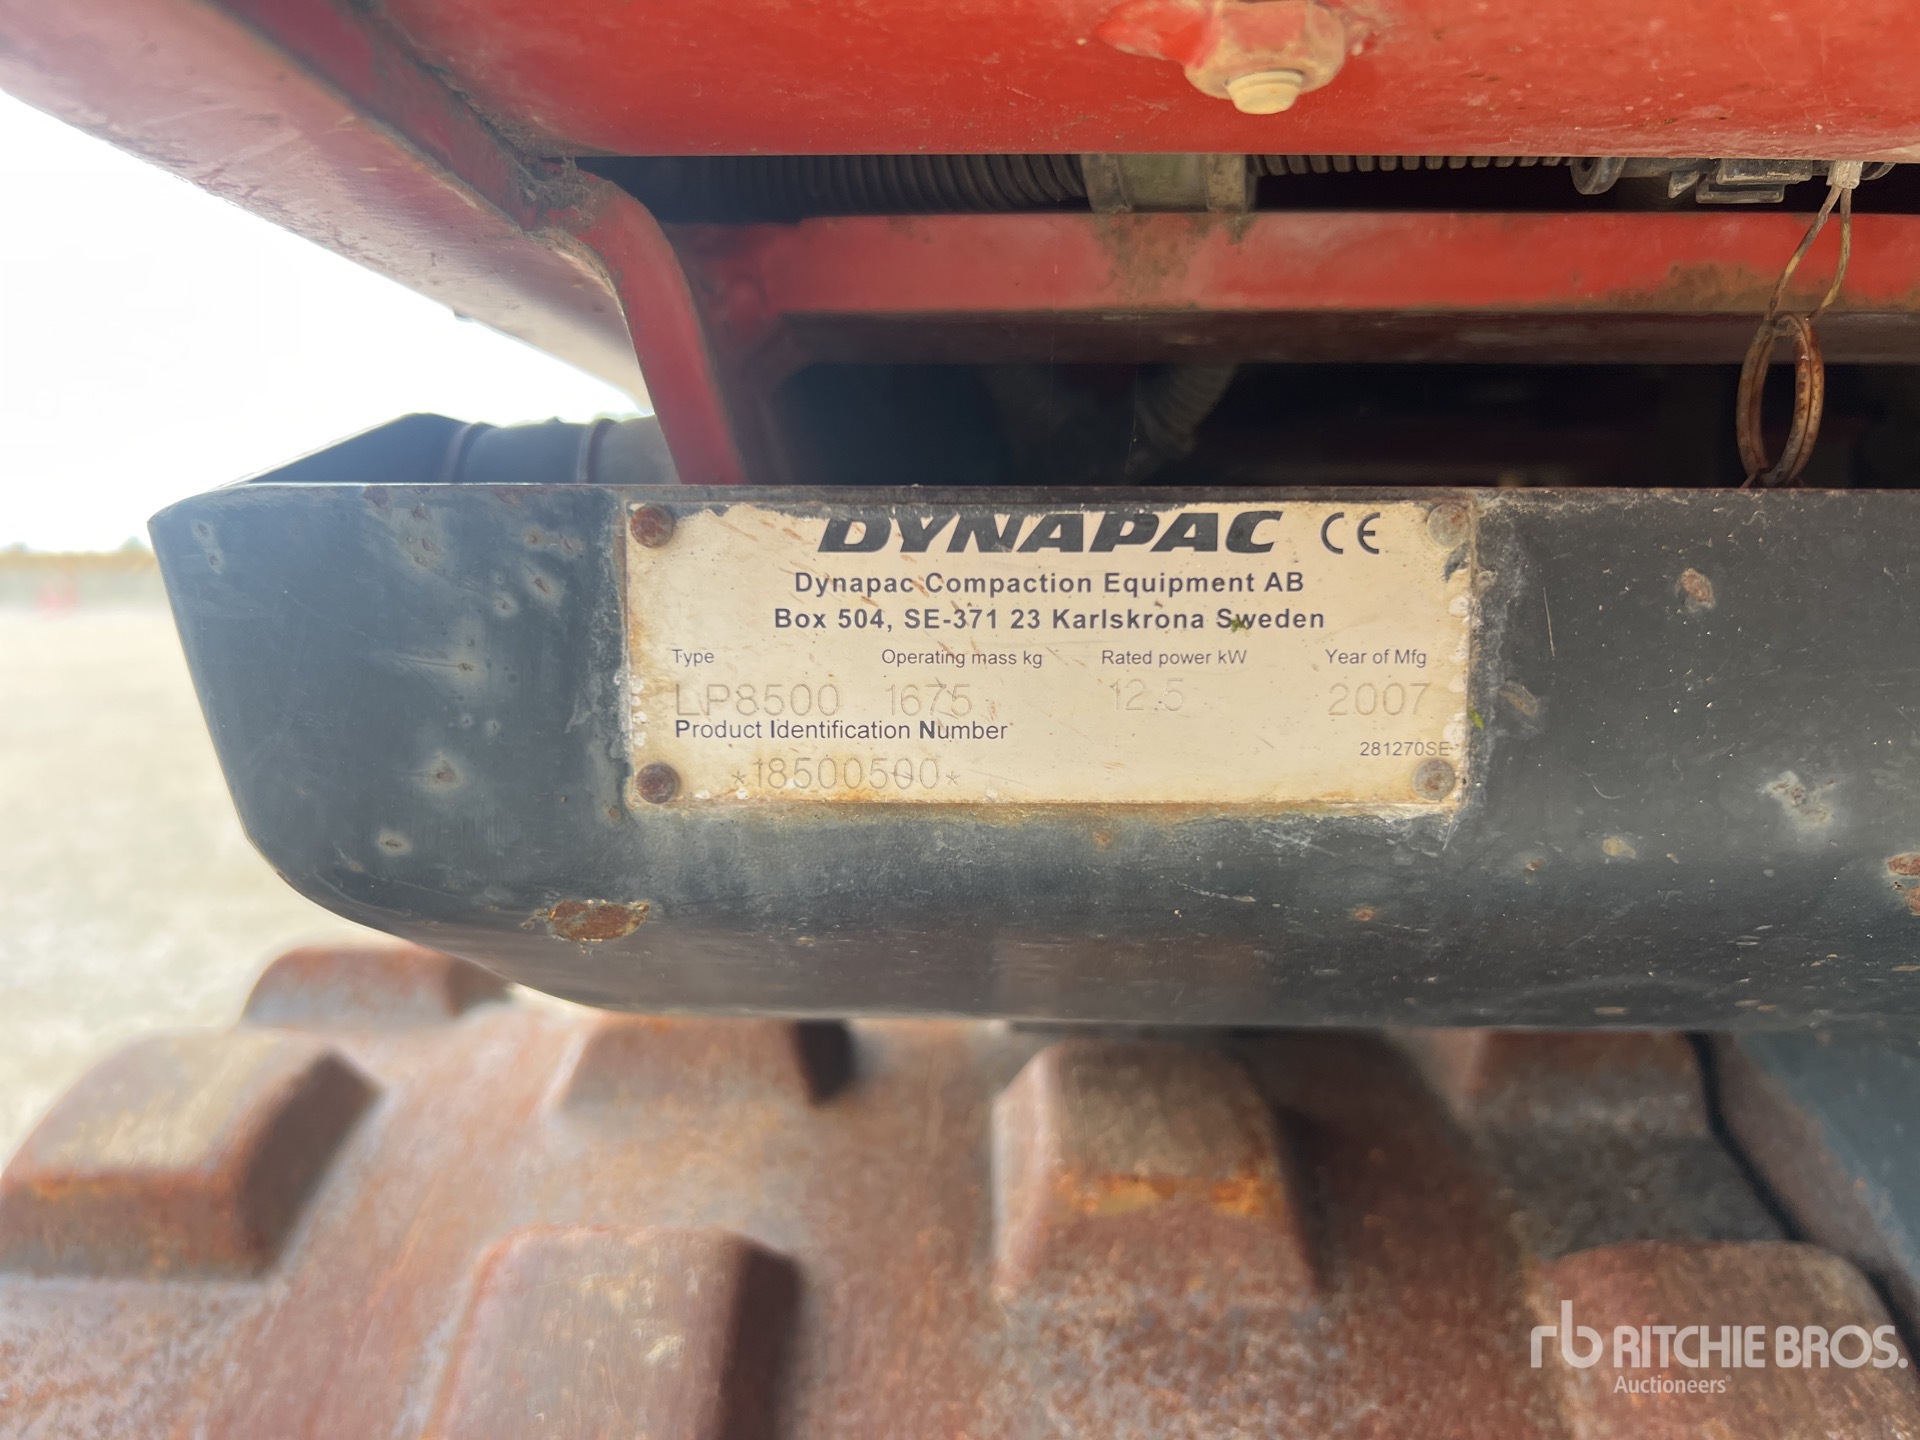 DYNAPAC CE
Dynapac Compaction Equipment AB
Box 504, SE-371 23 Karlskrona Sweden
Type Operating mass kg Rated power kW Year of Mfg
LP8500 1675 12.5 2007
Product Identification Number
281270SE
*18500500*
rb RITCHIE BROS.
Auctioneers